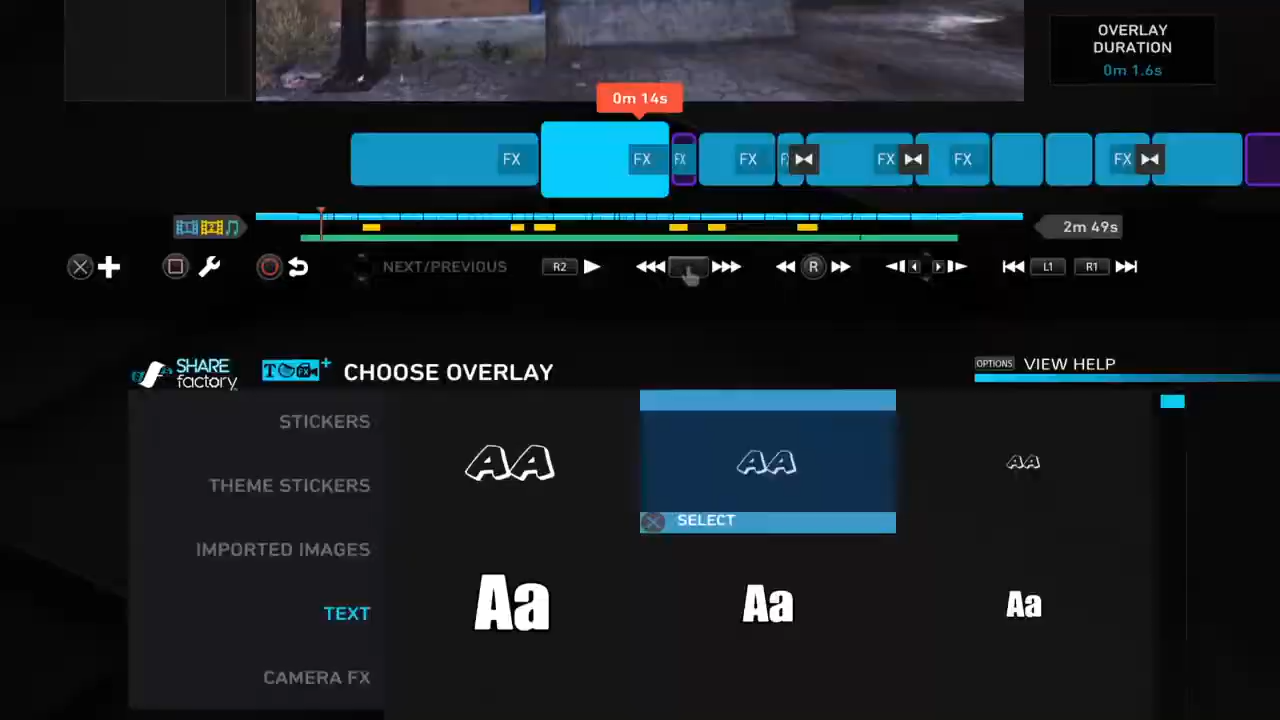 OVERLAY
DURATION
0m 1.6s
0m 14s
FX FX FX FX FX FX FX FX
2m 49s
NEXT/PREVIOUS R2 R L1 R1
SHARE
factory
T FX CHOOSE OVERLAY
OPTIONS VIEW HELP
STICKERS
THEME STICKERS
IMPORTED IMAGES
TEXT
CAMERA FX
AA AA AA
SELECT
Aa Aa Aa